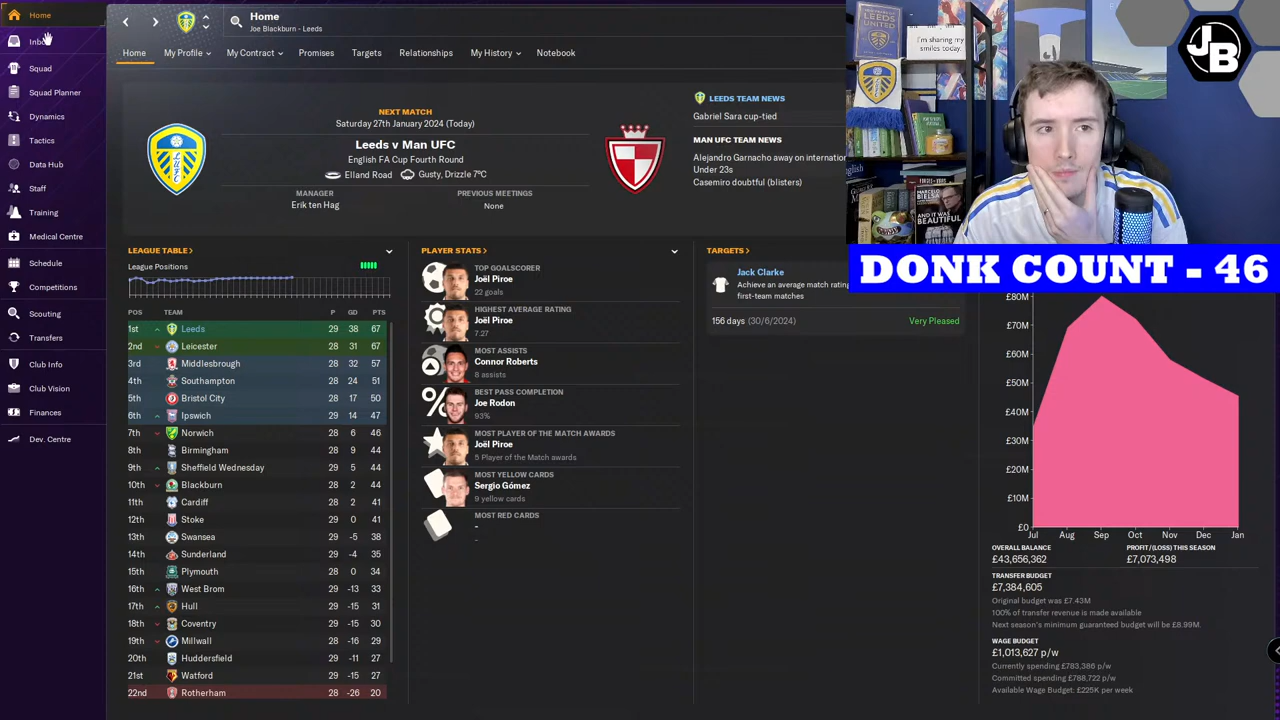 Home
Home
Joe Blackburn - Leeds
Inbox
Squad
Squad Planner
Dynamics
Tactics
Data Hub
Staff
Training
Medical Centre
Schedule
Competitions
Scouting
Transfers
Club Info
Club Vision
Finances
Dev. Centre
Home
My Profile
My Contract
Promises
Targets
Relationships
My History
Notebook
NEXT MATCH
Saturday 27th January 2024 (Today)
Leeds v Man UFC
English FA Cup Fourth Round
Elland Road
Gusty, Drizzle 7°C
MANAGER
Erik ten Hag
PREVIOUS MEETINGS
None
LEEDS TEAM NEWS
Gabriel Sara cup-tied
MAN UFC TEAM NEWS
Alejandro Garnacho away on internation
Under 23s
Casemiro doubtful (blisters)
LEAGUE TABLE >
League Positions
POS TEAM P GD PTS
1st Leeds 29 38 67
2nd Leicester 28 31 67
3rd Middlesbrough 28 32 57
4th Southampton 28 24 51
5th Bristol City 28 17 50
6th Ipswich 29 14 47
7th Norwich 28 6 46
8th Birmingham 28 9 44
9th Sheffield Wednesday 29 5 44
10th Blackburn 28 2 44
11th Cardiff 28 2 41
12th Stoke 29 0 41
13th Swansea 29 -5 38
14th Sunderland 29 -4 35
15th Plymouth 28 0 34
16th West Brom 29 -13 33
17th Hull 29 -15 31
18th Coventry 29 -15 30
19th Millwall 28 -16 29
20th Huddersfield 29 -11 27
21st Watford 29 -15 27
22nd Rotherham 28 -26 20
PLAYER STATS >
TOP GOALSCORER
Joël Piroe
22 goals
HIGHEST AVERAGE RATING
Joël Piroe
7.27
MOST ASSISTS
Connor Roberts
8 assists
BEST PASS COMPLETION
Joe Rodon
93%
MOST PLAYER OF THE MATCH AWARDS
Joël Piroe
5 Player of the Match awards
MOST YELLOW CARDS
Sergio Gómez
9 yellow cards
MOST RED CARDS
-
-
TARGETS >
Jack Clarke
Achieve an average match rating
first-team matches
156 days (30/6/2024)
Very Pleased
LEEDS
UNITED
I'm sharing my
smiles today...
English
MARCELO
BIELSA
AND IT WAS
BEAUTIFUL
JB
DONK COUNT - 46
£80M
£70M
£60M
£50M
£40M
£30M
£20M
£10M
£0
Jul Aug Sep Oct Nov Dec Jan
OVERALL BALANCE
£43,656,362
PROFIT/(LOSS) THIS SEASON
£7,073,498
TRANSFER BUDGET
£7,384,605
Original budget was £7.43M
100% of transfer revenue is made available
Next season's minimum guaranteed budget will be £8.99M.
WAGE BUDGET
£1,013,627 p/w
Currently spending £783,386 p/w
Committed spending £788,722 p/w
Available Wage Budget: £225K per week